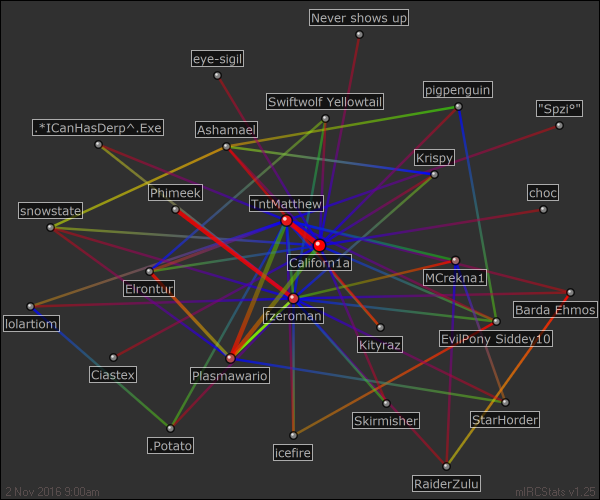 Never shows up
eye-sigil
pigpenguin
Swiftwolf Yellowtail
"Spzi°"
.*ICanHasDerp^.Exe
Ashamael
Krispy
Phimeek
choc
TntMatthew
snowstate
Californ1a
MCrekna1
Elrontur
lolartiom
fzeroman
Barda Ehmos
EvilPony Siddey10
Kityraz
Ciastex
Plasmawario
Skirmisher
StarHorder
.Potato
icefire
RaiderZulu
2 Nov 2016 9:00am
mIRCStats v1.25